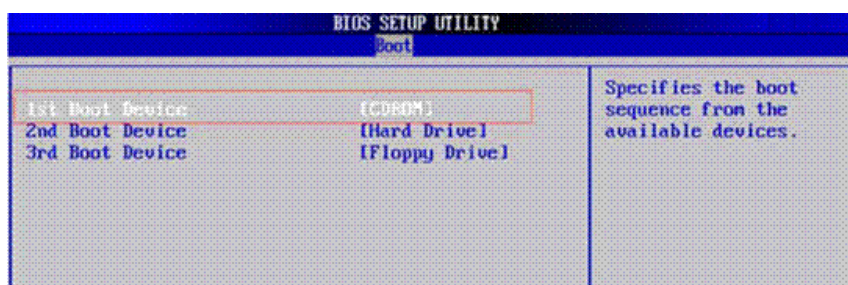 BIOS SETUP UTILITY
Boot
1st Boot Device [CDROM]
2nd Boot Device [Hard Drive]
3rd Boot Device [Floppy Drive]
Specifies the boot
sequence from the
available devices.